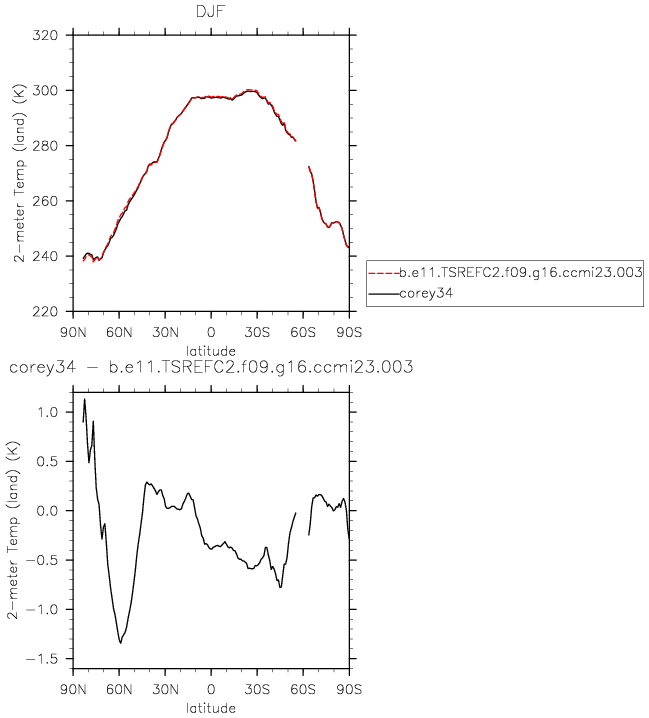 DJF
320
300
280
260
240
220
2-meter Temp (land) (K)
90N 60N 30N 0 30S 60S 90S
latitude
b.e11.TSREFC2.f09.g16.ccmi23.003
corey34
corey34 - b.e11.TSREFC2.f09.g16.ccmi23.003
1.0
0.5
0.0
-0.5
-1.0
-1.5
2-meter Temp (land) (K)
90N 60N 30N 0 30S 60S 90S
latitude